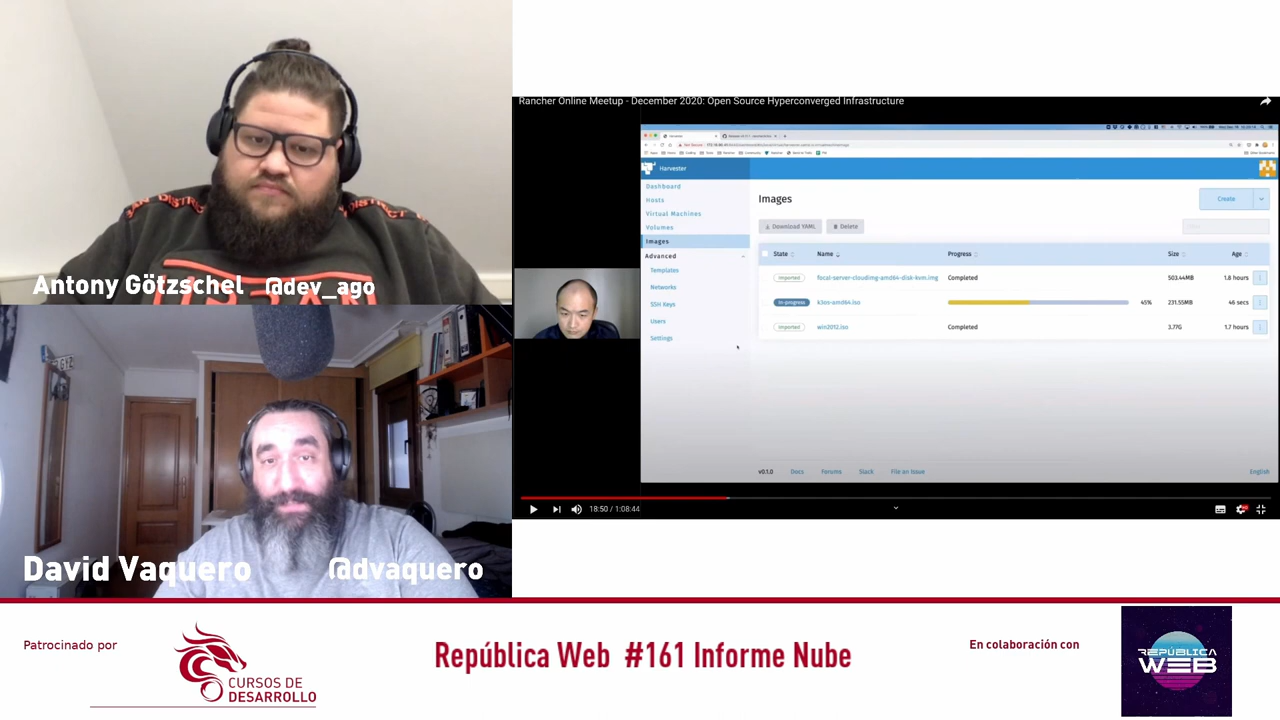 Antony Götzschel @dev_ago
David Vaquero @dvaquero
Rancher Online Meetup - December 2020: Open Source Hyperconverged Infrastructure
Harvester
Dashboard
Hosts
Virtual Machines
Volumes
Images
Advanced
Templates
Networks
SSH Keys
Users
Settings
Images
Create
Download YAML
Delete
State Name Progress Size Age
Imported focal-server-cloudimg-amd64-disk-kvm.img Completed 503.44MB 1.8 hours
In-progress k3os-amd64.iso 45% 231.55MB 46 secs
Imported win2012.iso Completed 3.77G 1.7 hours
v0.1.0 Docs Forums Slack File an Issue English
18:50 / 1:08:44
Patrocinado por
CURSOS DE
DESARROLLO
República Web #161 Informe Nube
En colaboración con
REPÚBLICA
WEB